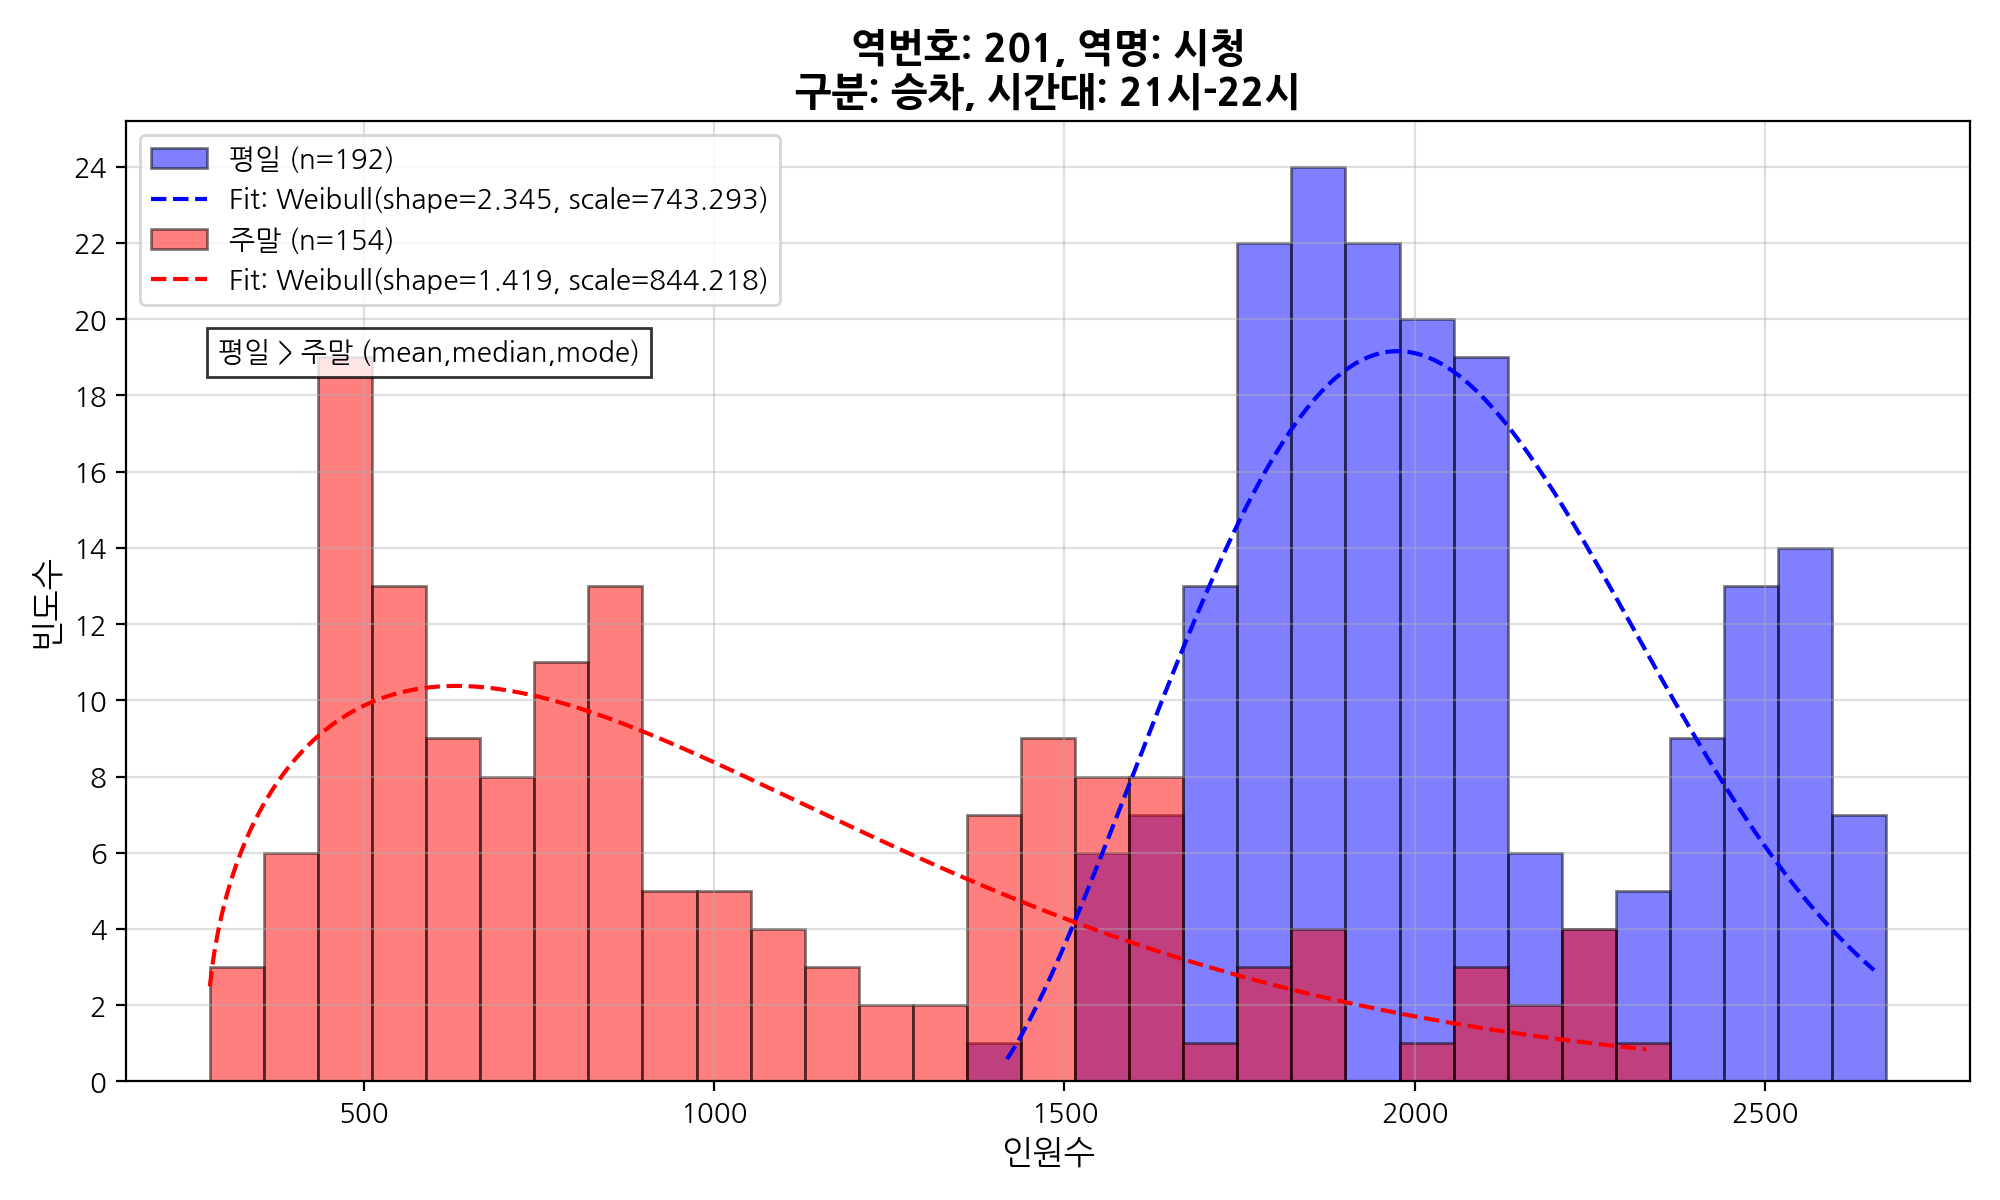 역번호: 201, 역명: 시청
구분: 승차, 시간대: 21시-22시
평일 (n=192)
Fit: Weibull(shape=2.345, scale=743.293)
주말 (n=154)
Fit: Weibull(shape=1.419, scale=844.218)
평일 > 주말 (mean,median,mode)
빈도수
24
22
20
18
16
14
12
10
8
6
4
2
0
500 1000 1500 2000 2500
인원수